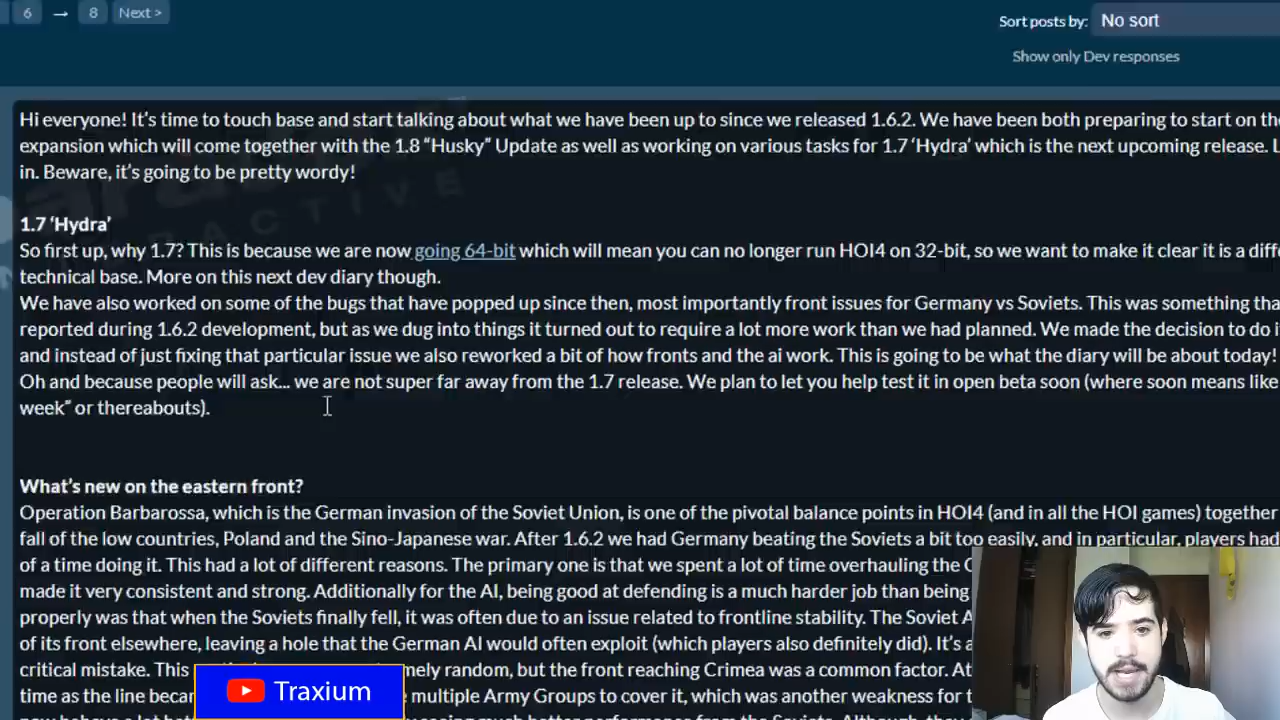 6 → 8 Next >
Sort posts by: No sort
Show only Dev responses
Hi everyone! It's time to touch base and start talking about what we have been up to since we released 1.6.2. We have been both preparing to start on the
expansion which will come together with the 1.8 “Husky” Update as well as working on various tasks for 1.7 ‘Hydra’ which is the next upcoming release. L
in. Beware, it's going to be pretty wordy!
1.7 ‘Hydra’
So first up, why 1.7? This is because we are now going 64-bit which will mean you can no longer run HOI4 on 32-bit, so we want to make it clear it is a diff
technical base. More on this next dev diary though.
We have also worked on some of the bugs that have popped up since then, most importantly front issues for Germany vs Soviets. This was something tha
reported during 1.6.2 development, but as we dug into things it turned out to require a lot more work than we had planned. We made the decision to do i
and instead of just fixing that particular issue we also reworked a bit of how fronts and the ai work. This is going to be what the diary will be about today!
Oh and because people will ask... we are not super far away from the 1.7 release. We plan to let you help test it in open beta soon (where soon means like
week” or thereabouts).
What's new on the eastern front?
Operation Barbarossa, which is the German invasion of the Soviet Union, is one of the pivotal balance points in HOI4 (and in all the HOI games) together
fall of the low countries, Poland and the Sino-Japanese war. After 1.6.2 we had Germany beating the Soviets a bit too easily, and in particular, players had
of a time doing it. This had a lot of different reasons. The primary one is that we spent a lot of time overhauling the
made it very consistent and strong. Additionally for the AI, being good at defending is a much harder job than being
properly was that when the Soviets finally fell, it was often due to an issue related to frontline stability. The Soviet A
of its front elsewhere, leaving a hole that the German AI would often exploit (which players also definitely did). It's a
critical mistake. This random, but the front reaching Crimea was a common factor. At
time as the line multiple Army Groups to cover it, which was another weakness for
Traxium